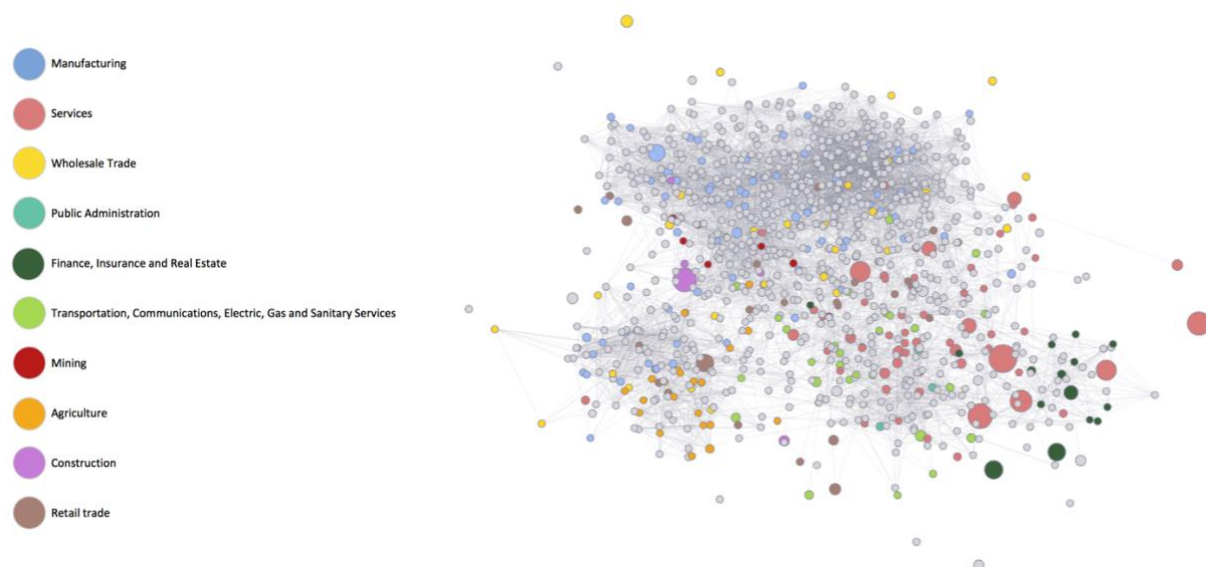 Manufacturing
Services
Wholesale Trade
Public Administration
Finance, Insurance and Real Estate
Transportation, Communications, Electric, Gas and Sanitary Services
Mining
Agriculture
Construction
Retail trade